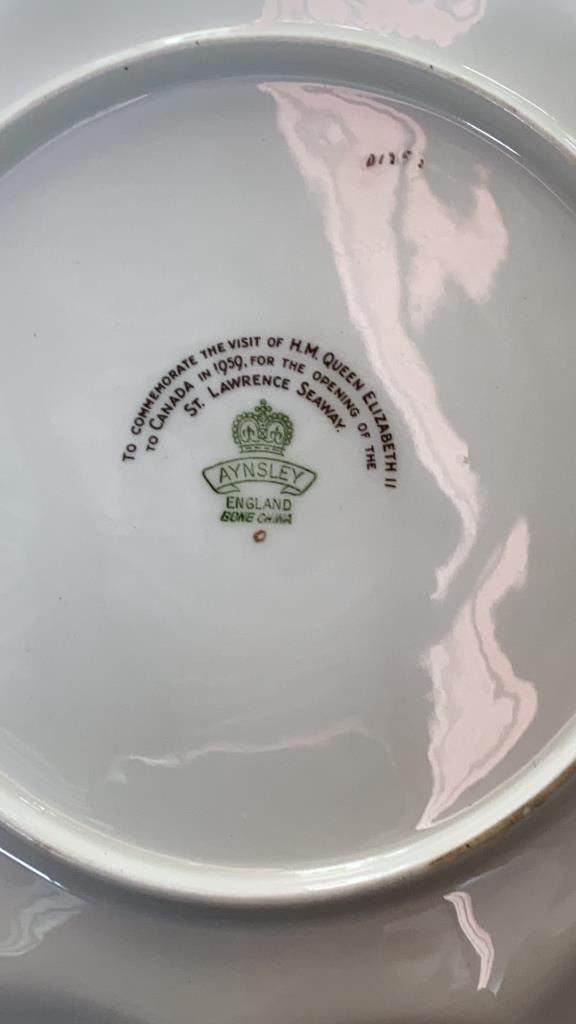 TO COMMEMORATE THE VISIT OF H.M. QUEEN ELIZABETH II
TO CANADA IN 1959, FOR THE OPENING OF THE
ST. LAWRENCE SEAWAY.
AYNSLEY
ENGLAND
BONE CHINA